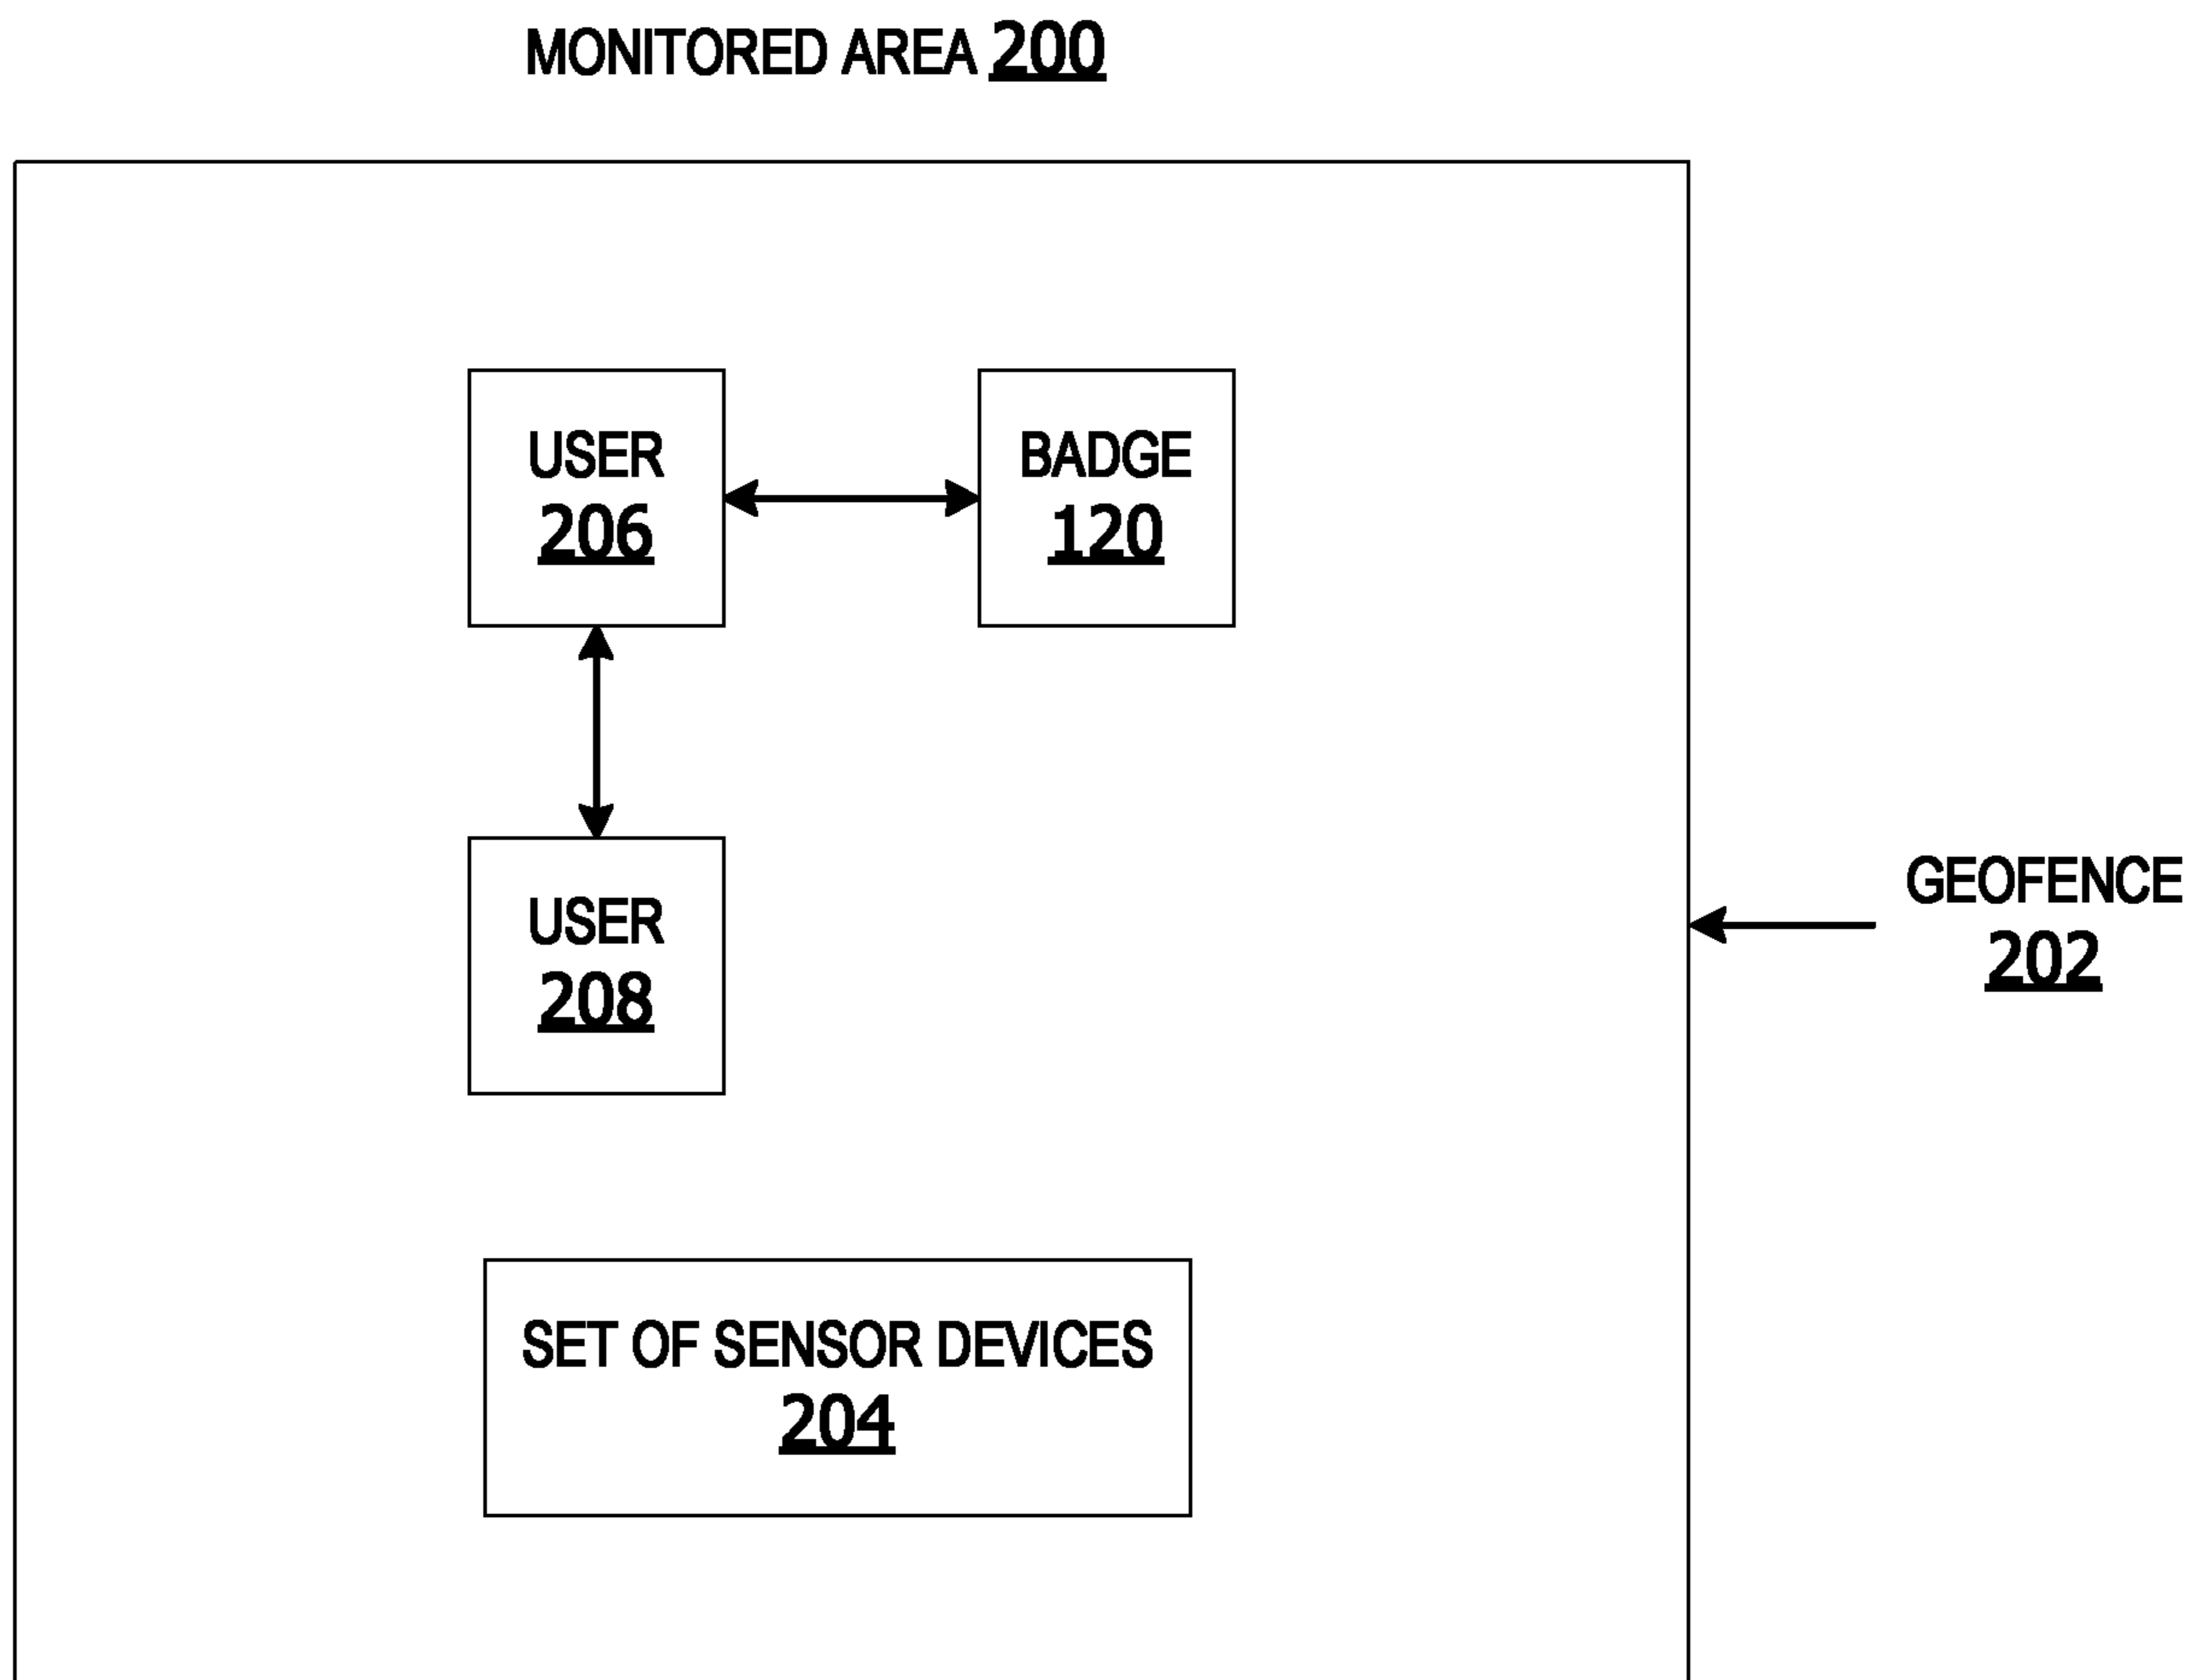 MONITORED AREA 200
USER
206
BADGE
120
USER
208
GEOFENCE
202
SET OF SENSOR DEVICES
204